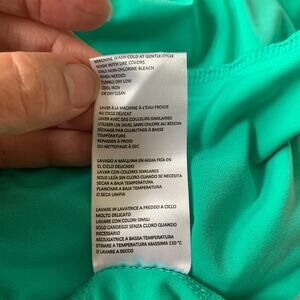 MACHINE WASH COLD AT GENTLE CYCLE
WASH WITH LIKE COLORS
ONLY NON-CHLORINE BLEACH
WHEN NEEDED
TUMBLE DRY LOW
COOL IRON
OR DRY CLEAN
LAVER À LA MACHINE À L'EAU FROIDE
AU CYCLE DÉLICAT
LAVER AVEC DES COULEURS SIMILAIRES
UTILISER UN JAVEL SANS CHLORE AU BESOIN
SÉCHAGE PAR CULBUTAGE À BASSE
TEMPÉRATURE
REPASSER À FROID
OU NETTOYAGE À SEC
LAVADO A MÁQUINA EN AGUA FRÍA EN
EL CICLO DELICADO
LAVAR CON COLORES SIMILARES
SOLO LEJÍA SIN CLORO CUANDO SE NECESITA
SECAR A BAJA TEMPERATURA
PLANCHAR A BAJA TEMPERATURA
O SECA LIMPIA
LAVARE IN LAVATRICE A FREDDO A CICLO
MOLTO DELICATO
LAVARE CON COLORI SIMILI
SOLO CANDEGGI SENZA CLORO QUANDO
NECESSARIO
ASCIUGATRICE A BASSA TEMPERATURA
STIRARE A TEMPERATURA MASSIMA 110 °C
O LAVARE A SECCO